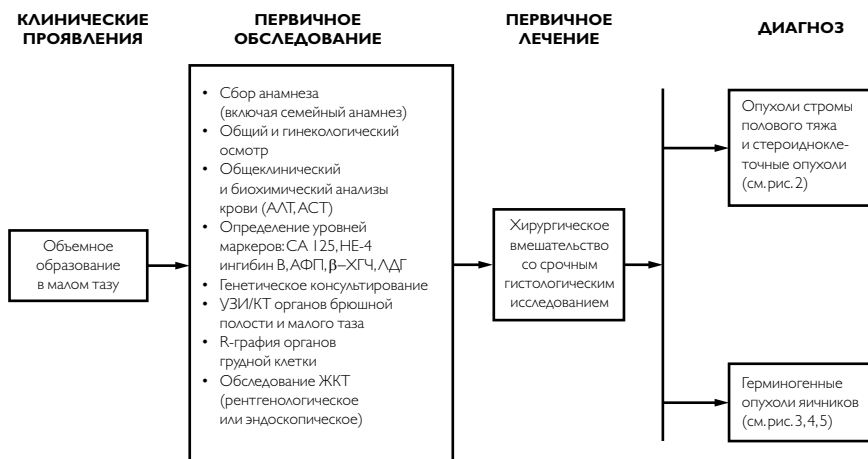 КЛИНИЧЕСКИЕ
ПРОЯВЛЕНИЯ
ПЕРВИЧНОЕ
ОБСЛЕДОВАНИЕ
ПЕРВИЧНОЕ
ЛЕЧЕНИЕ
ДИАГНОЗ
Объемное
образование
в малом тазу
• Сбор анамнеза
(включая семейный анамнез)
• Общий и гинекологический
осмотр
• Общеклинический
и биохимический анализы
крови (АЛТ, АСТ)
• Определение уровней
маркеров: СА 125, НЕ-4
ингибин В, АФП, β–ХГЧ, ЛДГ
• Генетическое консультирование
• УЗИ/КТ органов брюшной
полости и малого таза
• R-графия органов
грудной клетки
• Обследование ЖКТ
(рентгенологическое
или эндоскопическое)
Хирургическое
вмешательство
со срочным
гистологическим
исследованием
Опухоли стромы
полового тяжа
и стероиднокле-
точные опухоли
(см. рис. 2)
Герминогенные
опухоли яичников
(см. рис. 3, 4, 5)